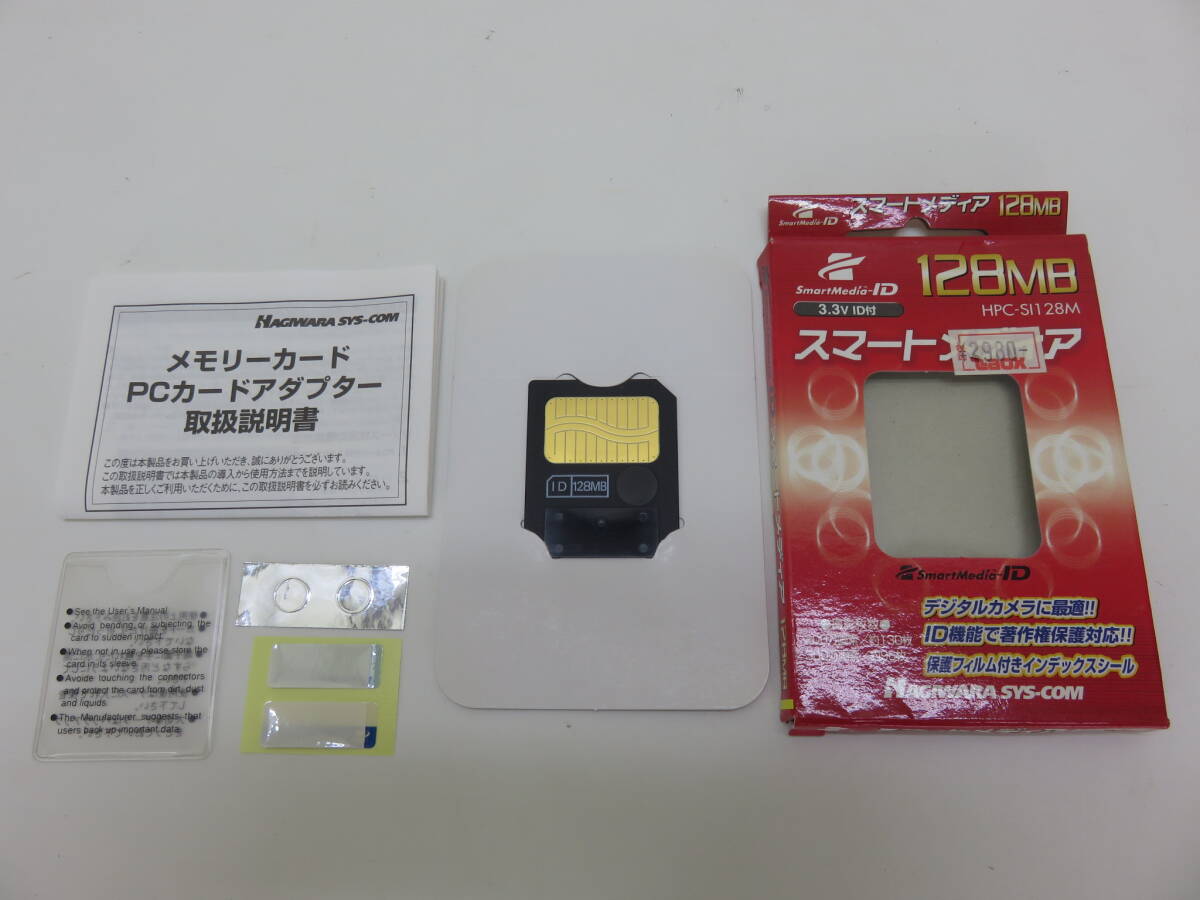 HAGIWARA SYS-COM
メモリーカード
PCカードアダプター
取扱説明書
この度は本製品をお買い上げいただき、誠にありがとうございます。
この取扱説明書では本製品の導入から使用方法までを説明しています。
本製品を正しくご利用いただくために、この取扱説明書を必ずお読みください。
●See the User's Manual
●Avoid bending or subjecting the
card to sudden impact.
●When not in use, please store the
card in its sleeve.
●Avoide touching the connectors
and protect the card from dirt, dust
and liquids.
●The Manufacturer suggests that
users back up important data.
ID 128MB
SmartMedia-ID スマートメディア 128MB
SmartMedia-ID 128MB
3.3V ID付 HPC-SI128M
スマートメディア
2980-
SmartMedia-ID
デジタルカメラに最適!!
ID機能で著作権保護対応!!
保護フィルム付きインデックスシール
HAGIWARA SYS-COM